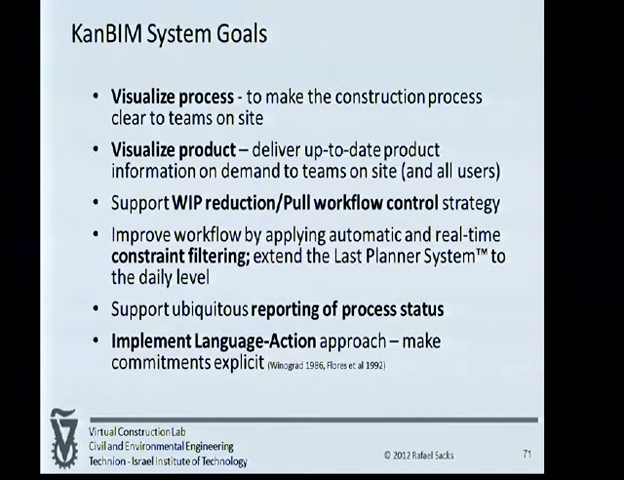 KanBIM System Goals
• Visualize process - to make the construction process
clear to teams on site
• Visualize product – deliver up-to-date product
information on demand to teams on site (and all users)
• Support WIP reduction/Pull workflow control strategy
• Improve workflow by applying automatic and real-time
constraint filtering; extend the Last Planner System™ to
the daily level
• Support ubiquitous reporting of process status
• Implement Language-Action approach – make
commitments explicit (Winograd 1986, Flores et al 1992)
Virtual Construction Lab
Civil and Environmental Engineering
Technion - Israel Institute of Technology
© 2012 Rafael Sacks
71